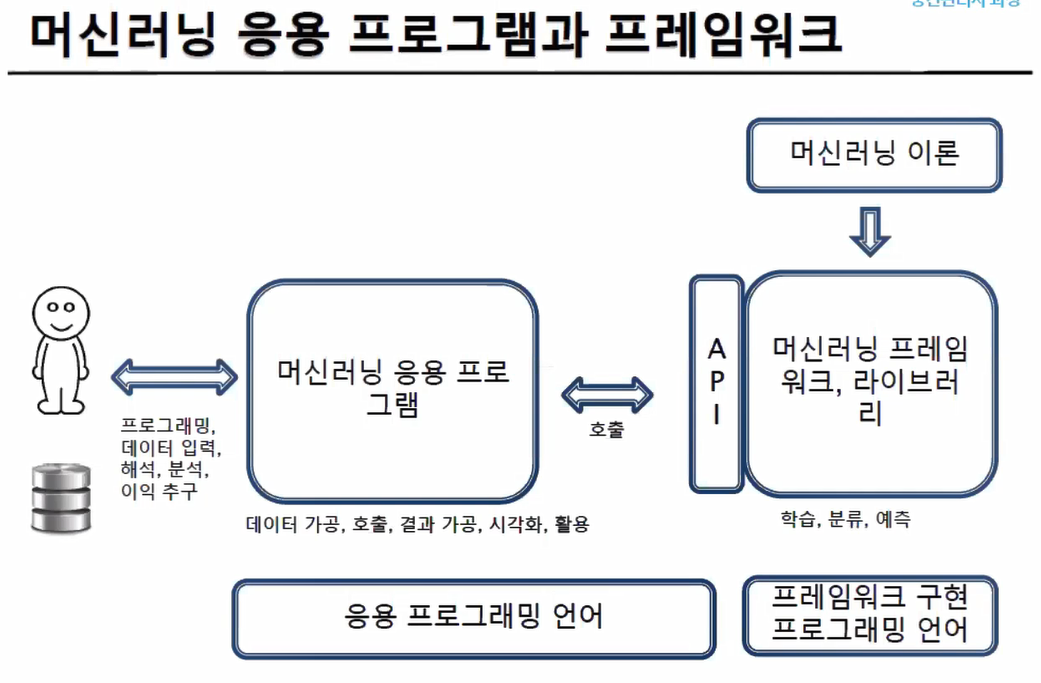 머신러닝 응용 프로그램과 프레임워크
머신러닝 이론
머신러닝 응용 프로
그램
A
P
I
머신러닝 프레임
워크, 라이브러
리
프로그래밍,
데이터 입력,
해석, 분석,
이익 추구
호출
데이터 가공, 호출, 결과 가공, 시각화, 활용
학습, 분류, 예측
응용 프로그래밍 언어
프레임워크 구현
프로그래밍 언어